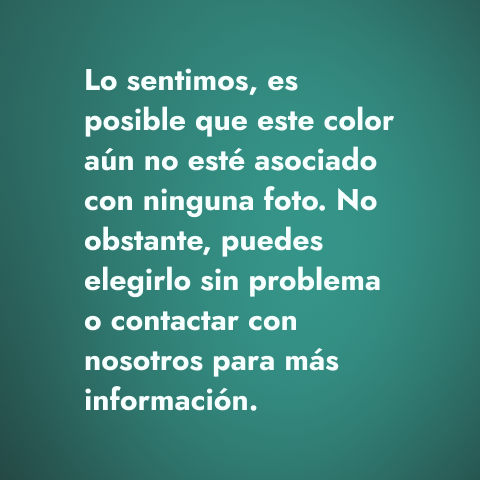 Lo sentimos, es
posible que este color
aún no esté asociado
con ninguna foto. No
obstante, puedes
elegirlo sin problema
o contactar con
nosotros para más
información.